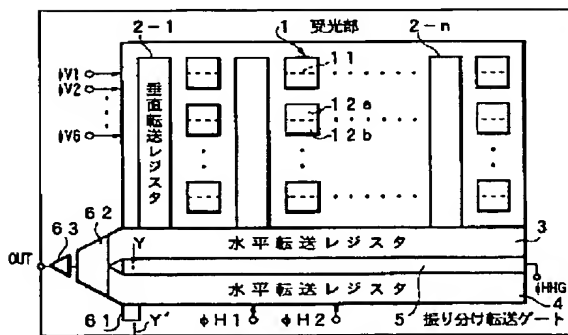 2-1 1 受光部 2-n
φV1
φV2
φV6
11
12a
12b
垂直転送レジスタ
62
63
OUT
水平転送レジスタ 3
Y
水平転送レジスタ
φHHG
4
61 Y' φH1 φH2 5 振り分け転送ゲート